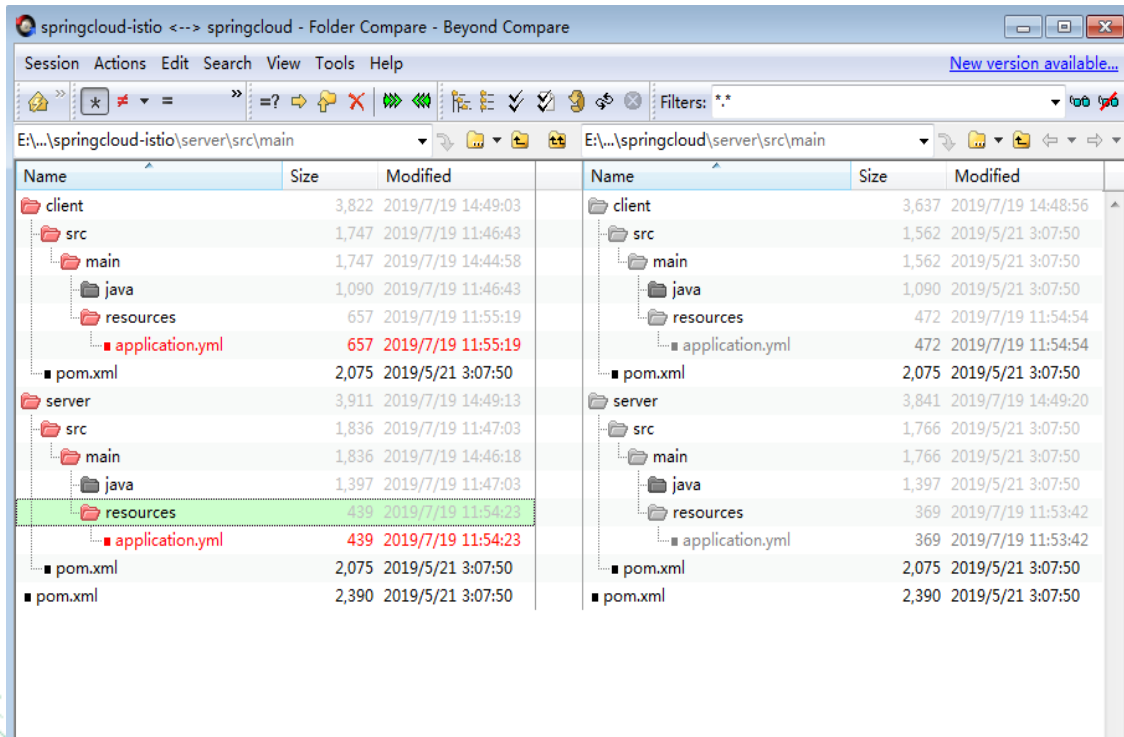 springcloud-istio <--> springcloud - Folder Compare - Beyond Compare
Session Actions Edit Search View Tools Help New version available...
* ≠ = » =? Filters: *.*
E:\...\springcloud-istio\server\src\main E:\...\springcloud\server\src\main
Name Size Modified Name Size Modified
client 3,822 2019/7/19 14:49:03 client 3,637 2019/7/19 14:48:56
src 1,747 2019/7/19 11:46:43 src 1,562 2019/5/21 3:07:50
main 1,747 2019/7/19 14:44:58 main 1,562 2019/5/21 3:07:50
java 1,090 2019/7/19 11:46:43 java 1,090 2019/5/21 3:07:50
resources 657 2019/7/19 11:55:19 resources 472 2019/7/19 11:54:54
application.yml 657 2019/7/19 11:55:19 application.yml 472 2019/7/19 11:54:54
pom.xml 2,075 2019/5/21 3:07:50 pom.xml 2,075 2019/5/21 3:07:50
server 3,911 2019/7/19 14:49:13 server 3,841 2019/7/19 14:49:20
src 1,836 2019/7/19 11:47:03 src 1,766 2019/5/21 3:07:50
main 1,836 2019/7/19 14:46:18 main 1,766 2019/5/21 3:07:50
java 1,397 2019/7/19 11:47:03 java 1,397 2019/5/21 3:07:50
resources 439 2019/7/19 11:54:23 resources 369 2019/7/19 11:53:42
application.yml 439 2019/7/19 11:54:23 application.yml 369 2019/7/19 11:53:42
pom.xml 2,075 2019/5/21 3:07:50 pom.xml 2,075 2019/5/21 3:07:50
pom.xml 2,390 2019/5/21 3:07:50 pom.xml 2,390 2019/5/21 3:07:50